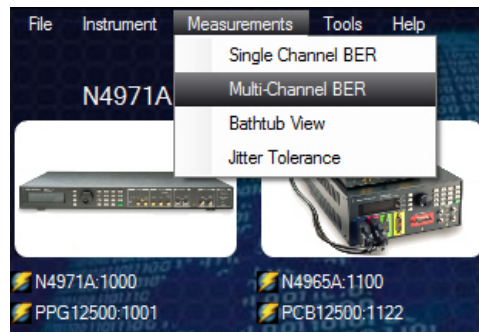 File Instrument Measurements Tools Help
Single Channel BER
N4971A Multi-Channel BER
Bathtub View
Jitter Tolerance
N4971A:1000 N4965A:1100
PPG12500:1001 PCB12500:1122